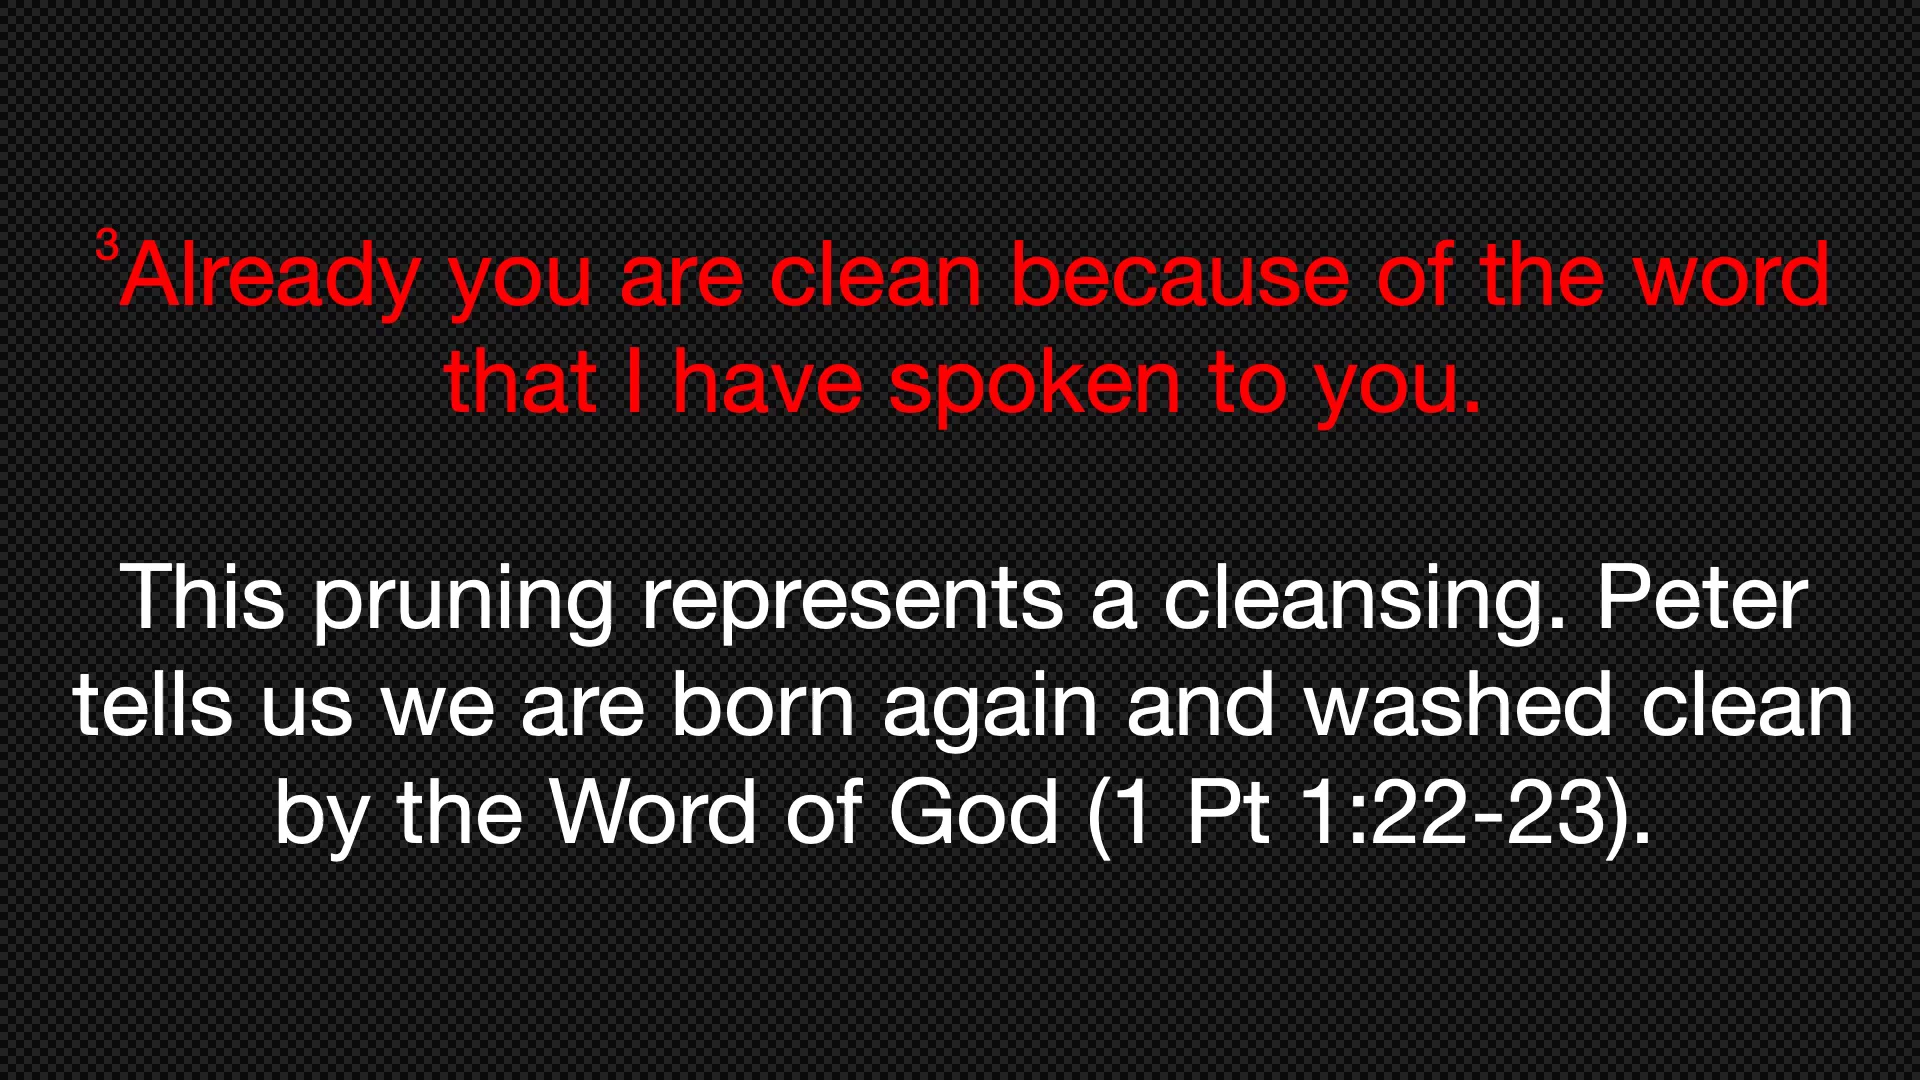 ³Already you are clean because of the word
that I have spoken to you.
This pruning represents a cleansing. Peter
tells us we are born again and washed clean
by the Word of God (1 Pt 1:22-23).